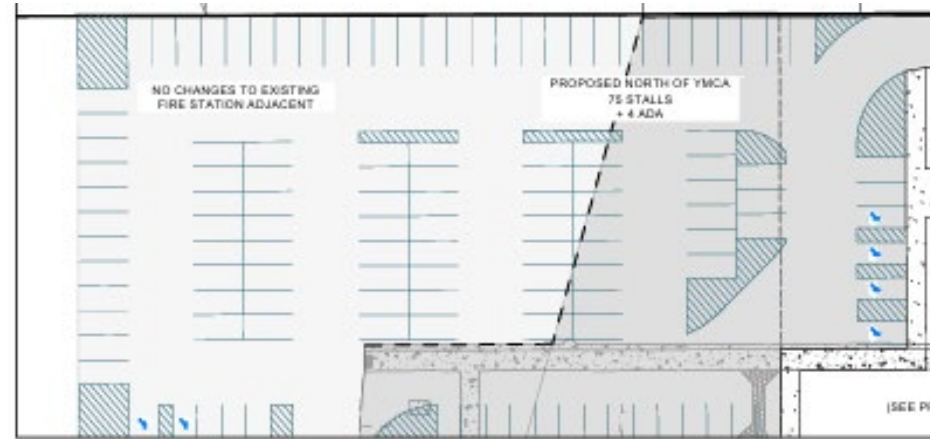 NO CHANGES TO EXISTING
FIRE STATION ADJACENT
PROPOSED NORTH OF YMCA
75 STALLS
+ 4 ADA
(SEE